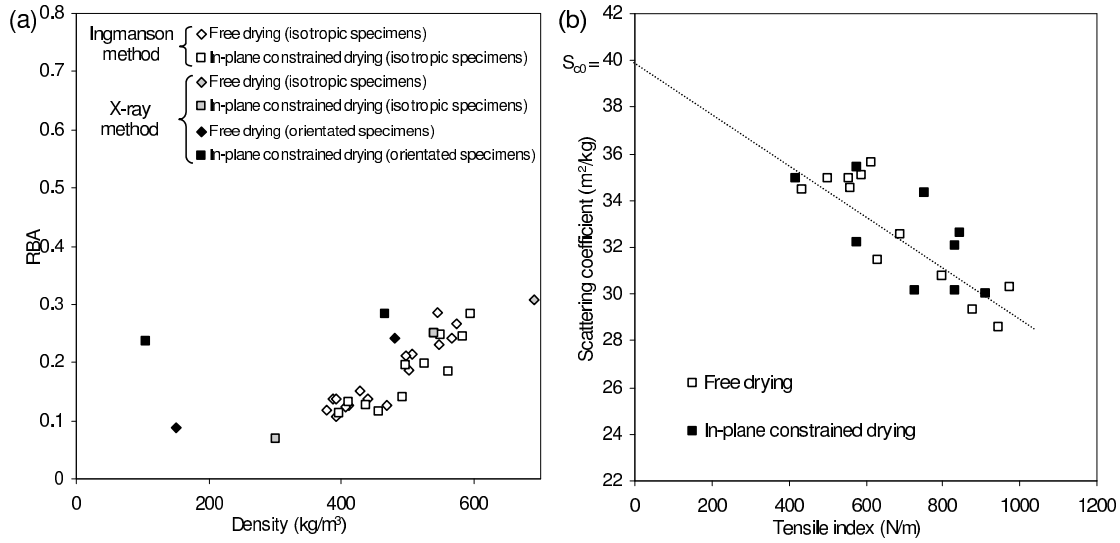 (a)
0.8
0.7
0.6
0.5
0.4
0.3
0.2
0.1
0
RBA
0 200 400 600
Density (kg/m³)
Ingmanson method
Free drying (isotropic specimens)
In-plane constrained drying (isotropic specimens)
X-ray method
Free drying (isotropic specimens)
In-plane constrained drying (isotropic specimens)
Free drying (orientated specimens)
In-plane constrained drying (orientated specimens)
(b)
42
Sc0 = 40
38
36
34
32
30
28
26
24
22
Scattering coefficient (m²/kg)
0 200 400 600 800 1000 1200
Tensile index (N/m)
Free drying
In-plane constrained drying